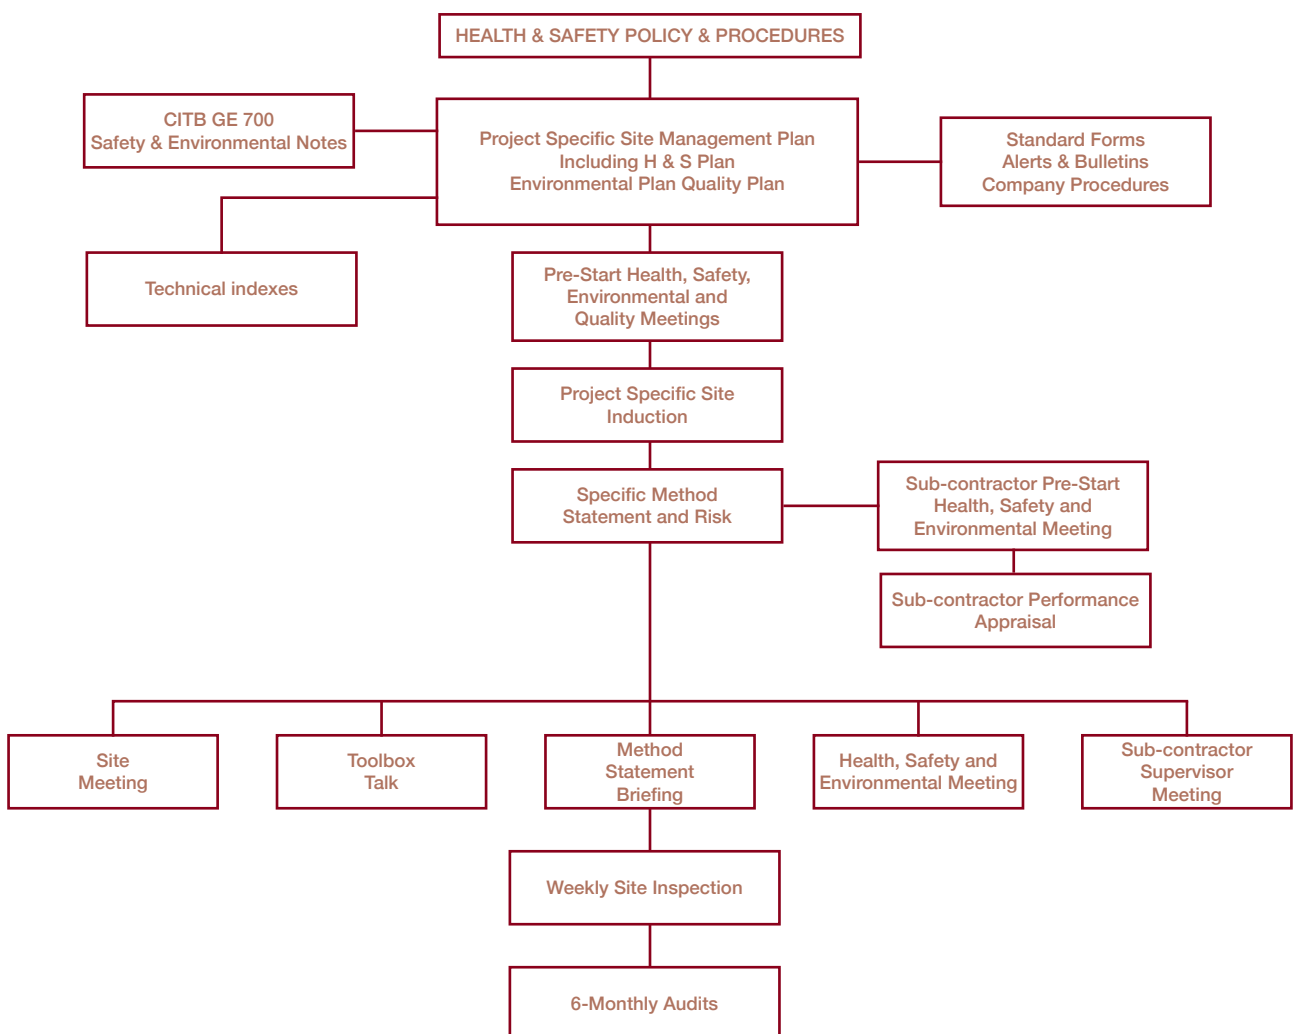 HEALTH & SAFETY POLICY & PROCEDURES
CITB GE 700
Safety & Environmental Notes
Project Specific Site Management Plan
Including H & S Plan
Environmental Plan Quality Plan
Standard Forms
Alerts & Bulletins
Company Procedures
Technical indexes
Pre-Start Health, Safety,
Environmental and
Quality Meetings
Project Specific Site
Induction
Specific Method
Statement and Risk
Sub-contractor Pre-Start
Health, Safety and
Environmental Meeting
Sub-contractor Performance
Appraisal
Site
Meeting
Toolbox
Talk
Method
Statement
Briefing
Health, Safety and
Environmental Meeting
Sub-contractor
Supervisor
Meeting
Weekly Site Inspection
6-Monthly Audits